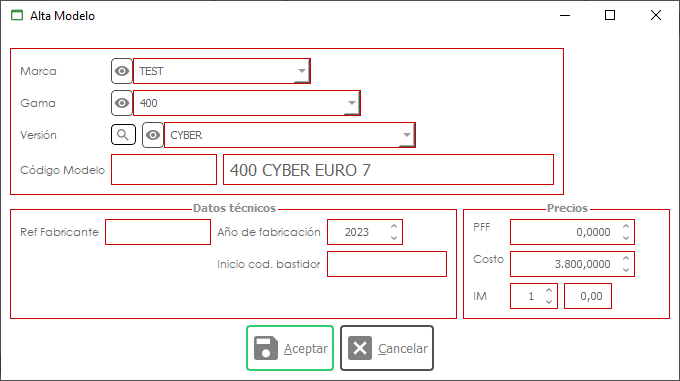 Alta Modelo
Marca TEST
Gama 400
Versión CYBER
Código Modelo 400 CYBER EURO 7
Datos técnicos
Ref Fabricante Año de fabricación 2023
Inicio cod. bastidor
Precios
PFF 0,0000
Costo 3.800,0000
IM 1 0,00
Aceptar Cancelar